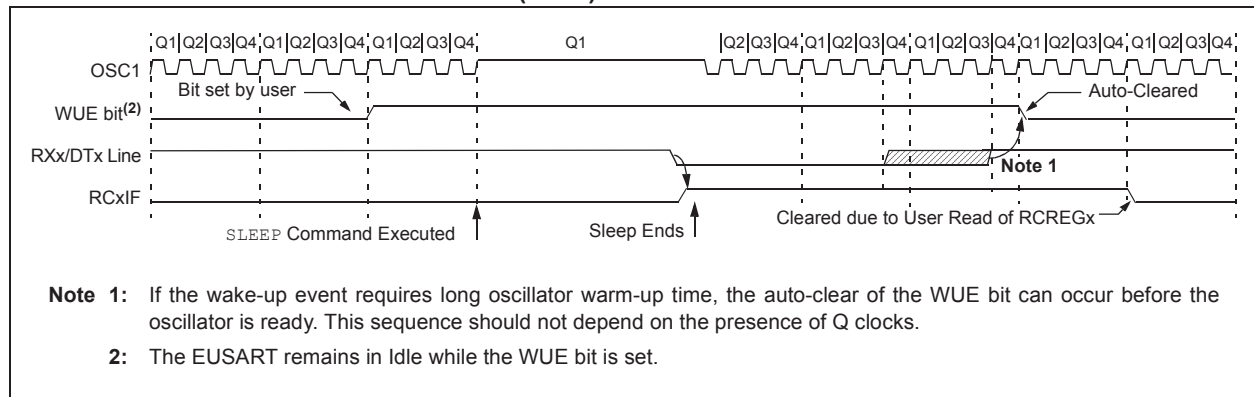 Q1 Q2 Q3 Q4 Q1 Q2 Q3 Q4 Q1 Q2 Q3 Q4 Q1 Q2 Q3 Q4 Q1 Q2 Q3 Q4 Q1 Q2 Q3 Q4 Q1 Q2 Q3 Q4 Q1 Q2 Q3 Q4
OSC1
Bit set by user
Auto-Cleared
WUE bit(2)
RXx/DTx Line
Note 1
RCxIF
Cleared due to User Read of RCREGx
SLEEP Command Executed
Sleep Ends
Note 1: If the wake-up event requires long oscillator warm-up time, the auto-clear of the WUE bit can occur before the
oscillator is ready. This sequence should not depend on the presence of Q clocks.
2: The EUSART remains in Idle while the WUE bit is set.